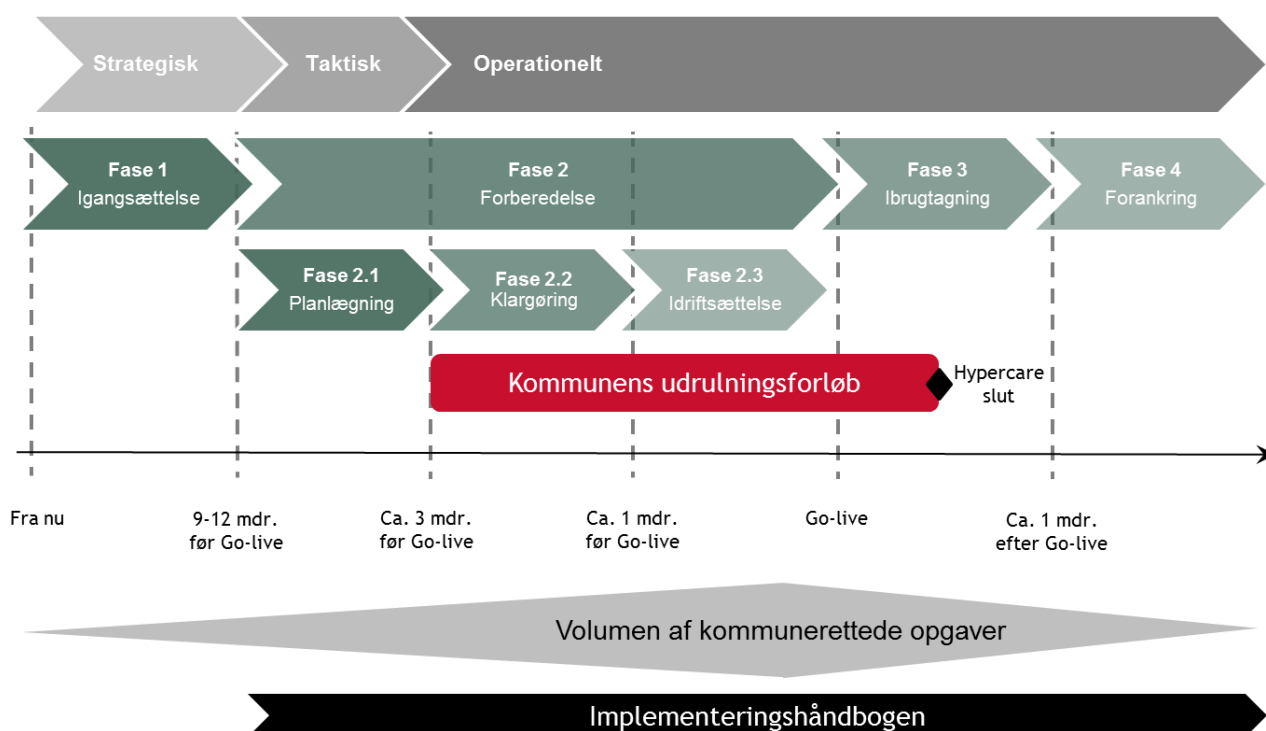 Strategisk
Taktisk
Operationelt
Fase 1
Igangsættelse
Fase 2
Forberedelse
Fase 3
Ibrugtagning
Fase 4
Forankring
Fase 2.1
Planlægning
Fase 2.2
Klargøring
Fase 2.3
Idriftsættelse
Kommunens udrulningsforløb
Hypercare
slut
Fra nu
9-12 mdr.
før Go-live
Ca. 3 mdr.
før Go-live
Ca. 1 mdr.
før Go-live
Go-live
Ca. 1 mdr.
efter Go-live
Volumen af kommunerettede opgaver
Implementeringshåndbogen